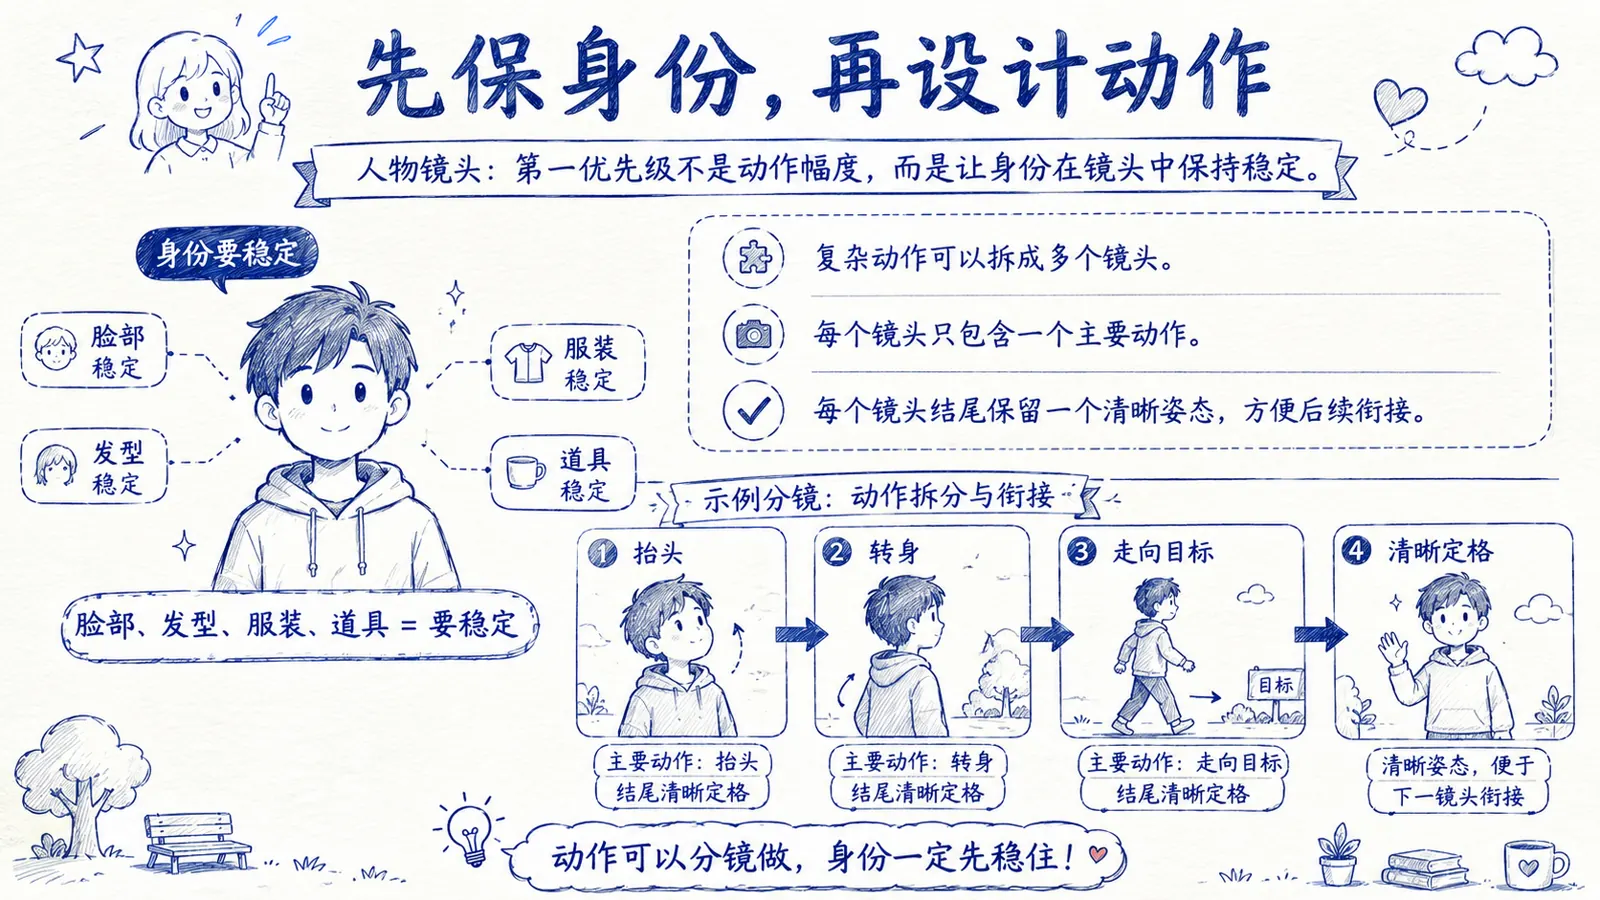 先保身份，再设计动作
人物镜头：第一优先级不是动作幅度，而是让身份在镜头中保持稳定。
身份要稳定
脸部
稳定
发型
稳定
服装
稳定
道具
稳定
脸部、发型、服装、道具 = 要稳定
复杂动作可以拆成多个镜头。
每个镜头只包含一个主要动作。
每个镜头结尾保留一个清晰姿态，方便后续衔接。
示例分镜：动作拆分与衔接
1 抬头
主要动作：抬头
结尾清晰定格
2 转身
主要动作：转身
结尾清晰定格
3 走向目标
目标
主要动作：走向目标
结尾清晰定格
4 清晰定格
清晰姿态，便于
下一镜头衔接
动作可以分镜做，身份一定先稳住！